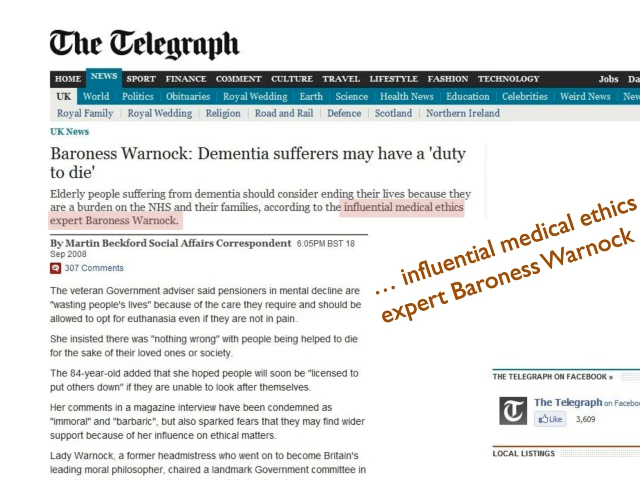 The Telegraph
HOME NEWS SPORT FINANCE COMMENT CULTURE TRAVEL LIFESTYLE FASHION TECHNOLOGY Jobs
UK World Politics Obituaries Royal Wedding Earth Science Health News Education Celebrities Weird News
Royal Family Royal Wedding Religion Road and Rail Defence Scotland Northern Ireland
UK News
Baroness Warnock: Dementia sufferers may have a 'duty
to die'
Elderly people suffering from dementia should consider ending their lives because they
are a burden on the NHS and their families, according to the influential medical ethics
expert Baroness Warnock.
By Martin Beckford Social Affairs Correspondent 6:05PM BST 18
Sep 2008
307 Comments
The veteran Government adviser said pensioners in mental decline are
"wasting people's lives" because of the care they require and should be
allowed to opt for euthanasia even if they are not in pain.
She insisted there was "nothing wrong" with people being helped to die
for the sake of their loved ones or society.
The 84-year-old added that she hoped people will soon be "licensed to
put others down" if they are unable to look after themselves.
Her comments in a magazine interview have been condemned as
"immoral" and "barbaric", but also sparked fears that they may find wider
support because of her influence on ethical matters.
Lady Warnock, a former headmistress who went on to become Britain's
leading moral philosopher, chaired a landmark Government committee in
… influential medical ethics
expert Baroness Warnock
THE TELEGRAPH ON FACEBOOK »
The Telegraph on
Like 3,609
LOCAL LISTINGS